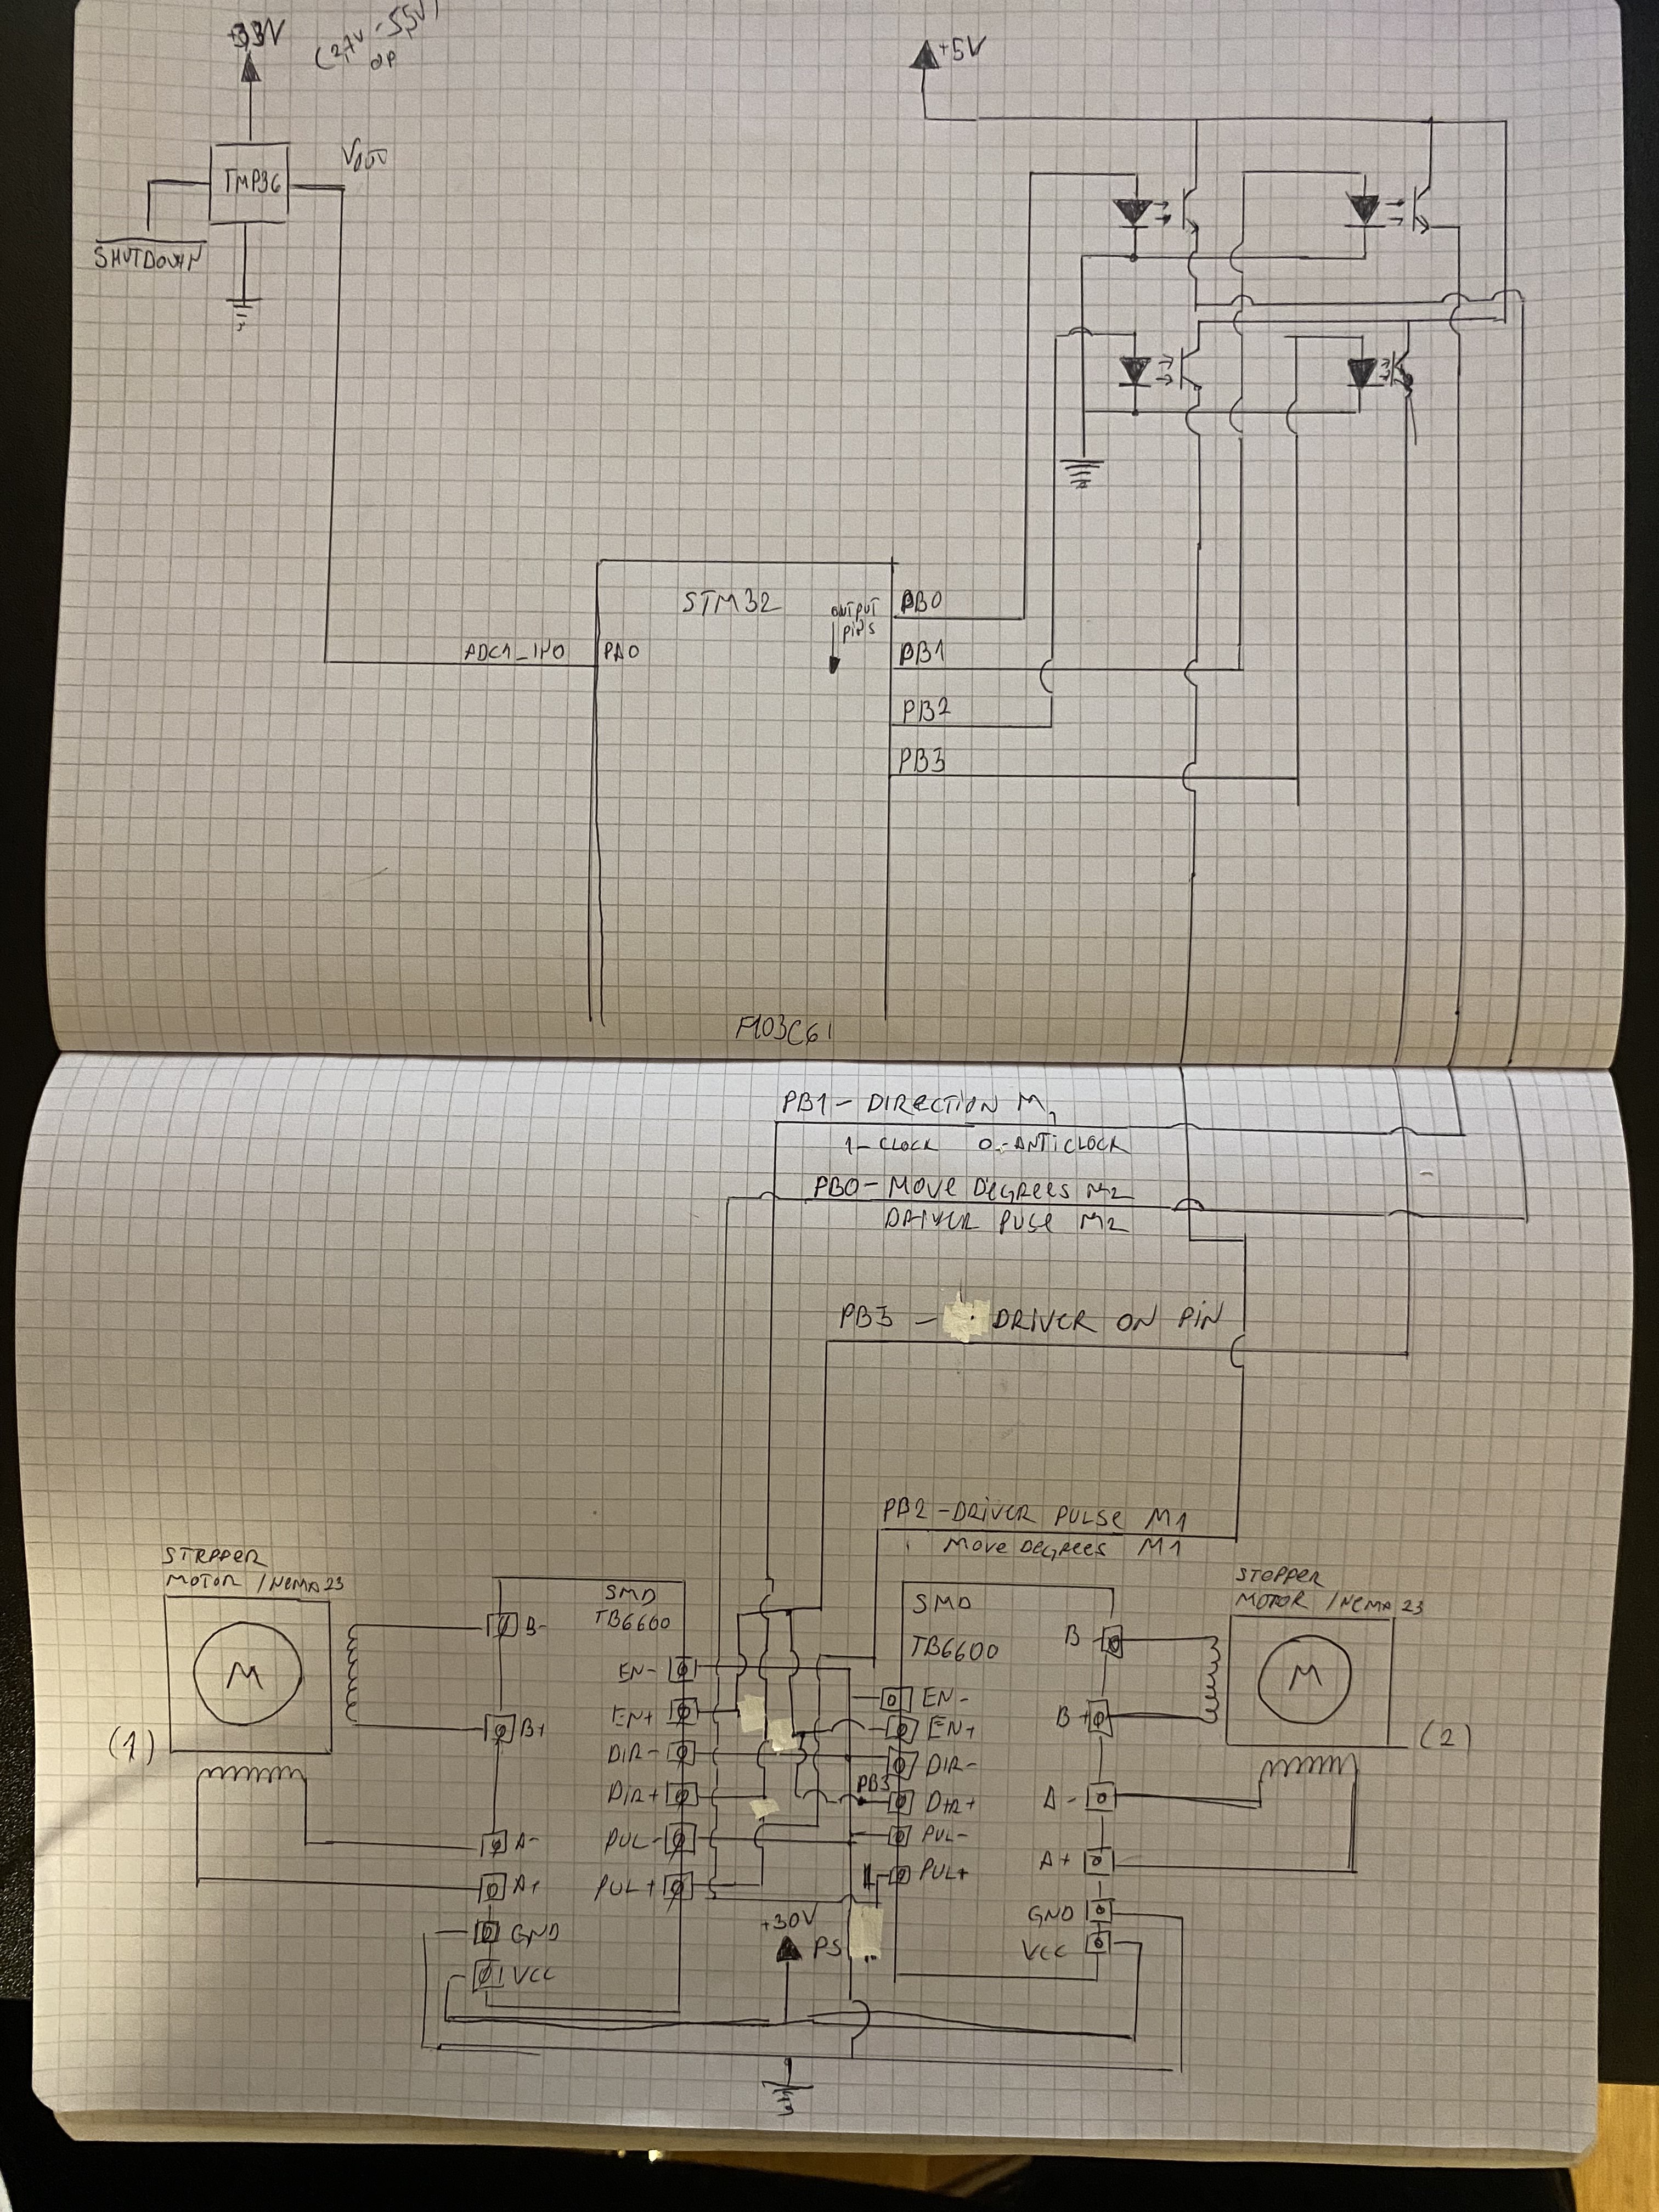 +3,3V
(2,7V - 5,5V)
OP
+5V
TMP36
VOUT
SHUTDOWN
STM32
OUTPUT
PINS
PB0
ADC1_IN0
PA0
PB1
PB2
PB3
F103C6
PB1 - DIRECTION M1
1 - CLOCK 0 - ANTICLOCK
PB0 - MOVE DEGREES M2
DRIVER PUSE M2
PB3 - DRIVER ON PIN
PB2 - DRIVER PULSE M1
MOVE DEGREES M1
STEPPER
MOTOR / NEMA 23
M
(1)
SMD
TB6600
B-
B+
A-
A+
GND
VCC
EN-
EN+
DIR-
DIR+
PUL-
PUL+
SMD
TB6600
EN-
EN+
DIR-
PB3
DIR+
PUL-
PUL+
B
B+
A-
A+
GND
VCC
STEPPER
MOTOR / NEMA 23
M
(2)
+30V
PS